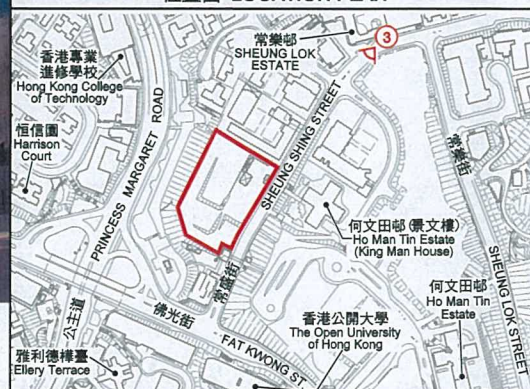 LOCATION PLAN
常樂邨
SHEUNG LOK
ESTATE
3
香港專業
進修學校
Hong Kong College
of Technology
恒信園
Harrison
Court
PRINCESS MARGARET ROAD
SHEUNG SHING STREET
常樂街
何文田邨(景文樓)
Ho Man Tin Estate
(King Man House)
SHEUNG LOK STREET
常盛街
何文田邨
Ho Man Tin
Estate
佛光街
公主道
香港公開大學
The Open University
of Hong Kong
FAT KWONG ST
雅利德樺臺
Ellery Terrace